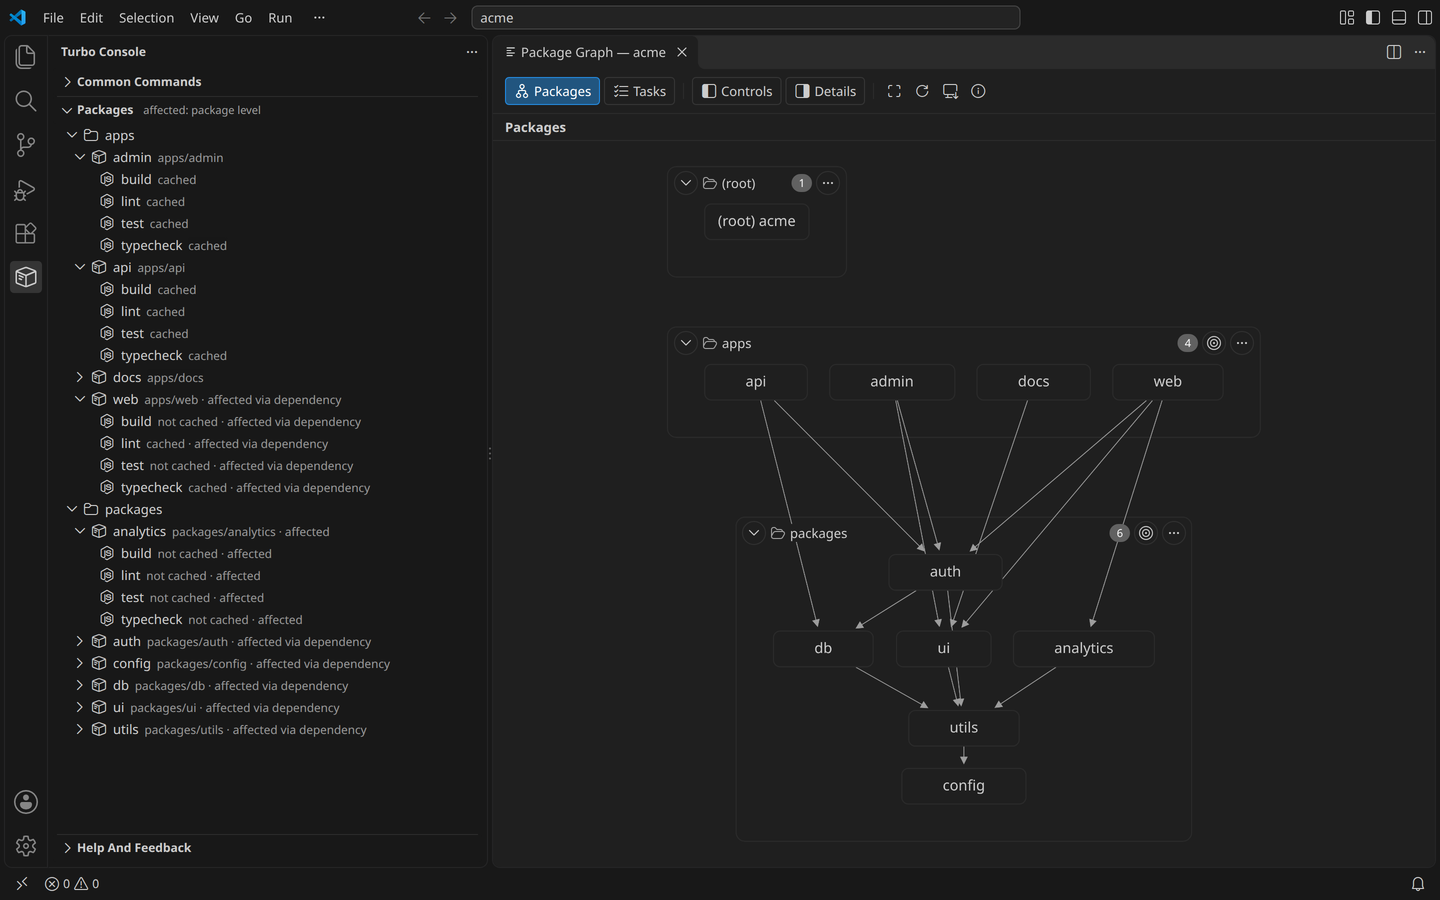 File Edit Selection View Go Run ···
acme
Turbo Console
Common Commands
Packages affected: package level
apps
admin apps/admin
build cached
lint cached
test cached
typecheck cached
api apps/api
build cached
lint cached
test cached
typecheck cached
docs apps/docs
web apps/web · affected via dependency
build not cached · affected via dependency
lint cached · affected via dependency
test not cached · affected via dependency
typecheck cached · affected via dependency
packages
analytics packages/analytics · affected
build not cached · affected
lint not cached · affected
test not cached · affected
typecheck not cached · affected
auth packages/auth · affected via dependency
config packages/config · affected via dependency
db packages/db · affected via dependency
ui packages/ui · affected via dependency
utils packages/utils · affected via dependency
Help And Feedback
Package Graph — acme
Packages Tasks Controls Details
Packages
(root) 1
(root) acme
apps 4
api admin docs web
packages 6
auth
db ui analytics
utils
config
0 0